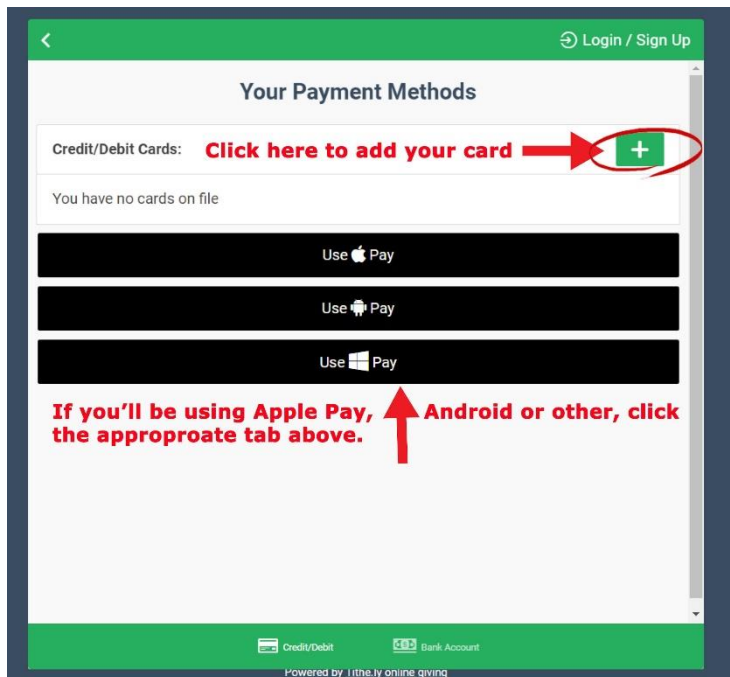 Login / Sign Up
Your Payment Methods
Credit/Debit Cards: Click here to add your card
You have no cards on file
Use Pay
Use Pay
Use Pay
If you’ll be using Apple Pay, Android or other, click
the approproate tab above.
Credit/Debit Bank Account
Powered by Tithe.ly online giving